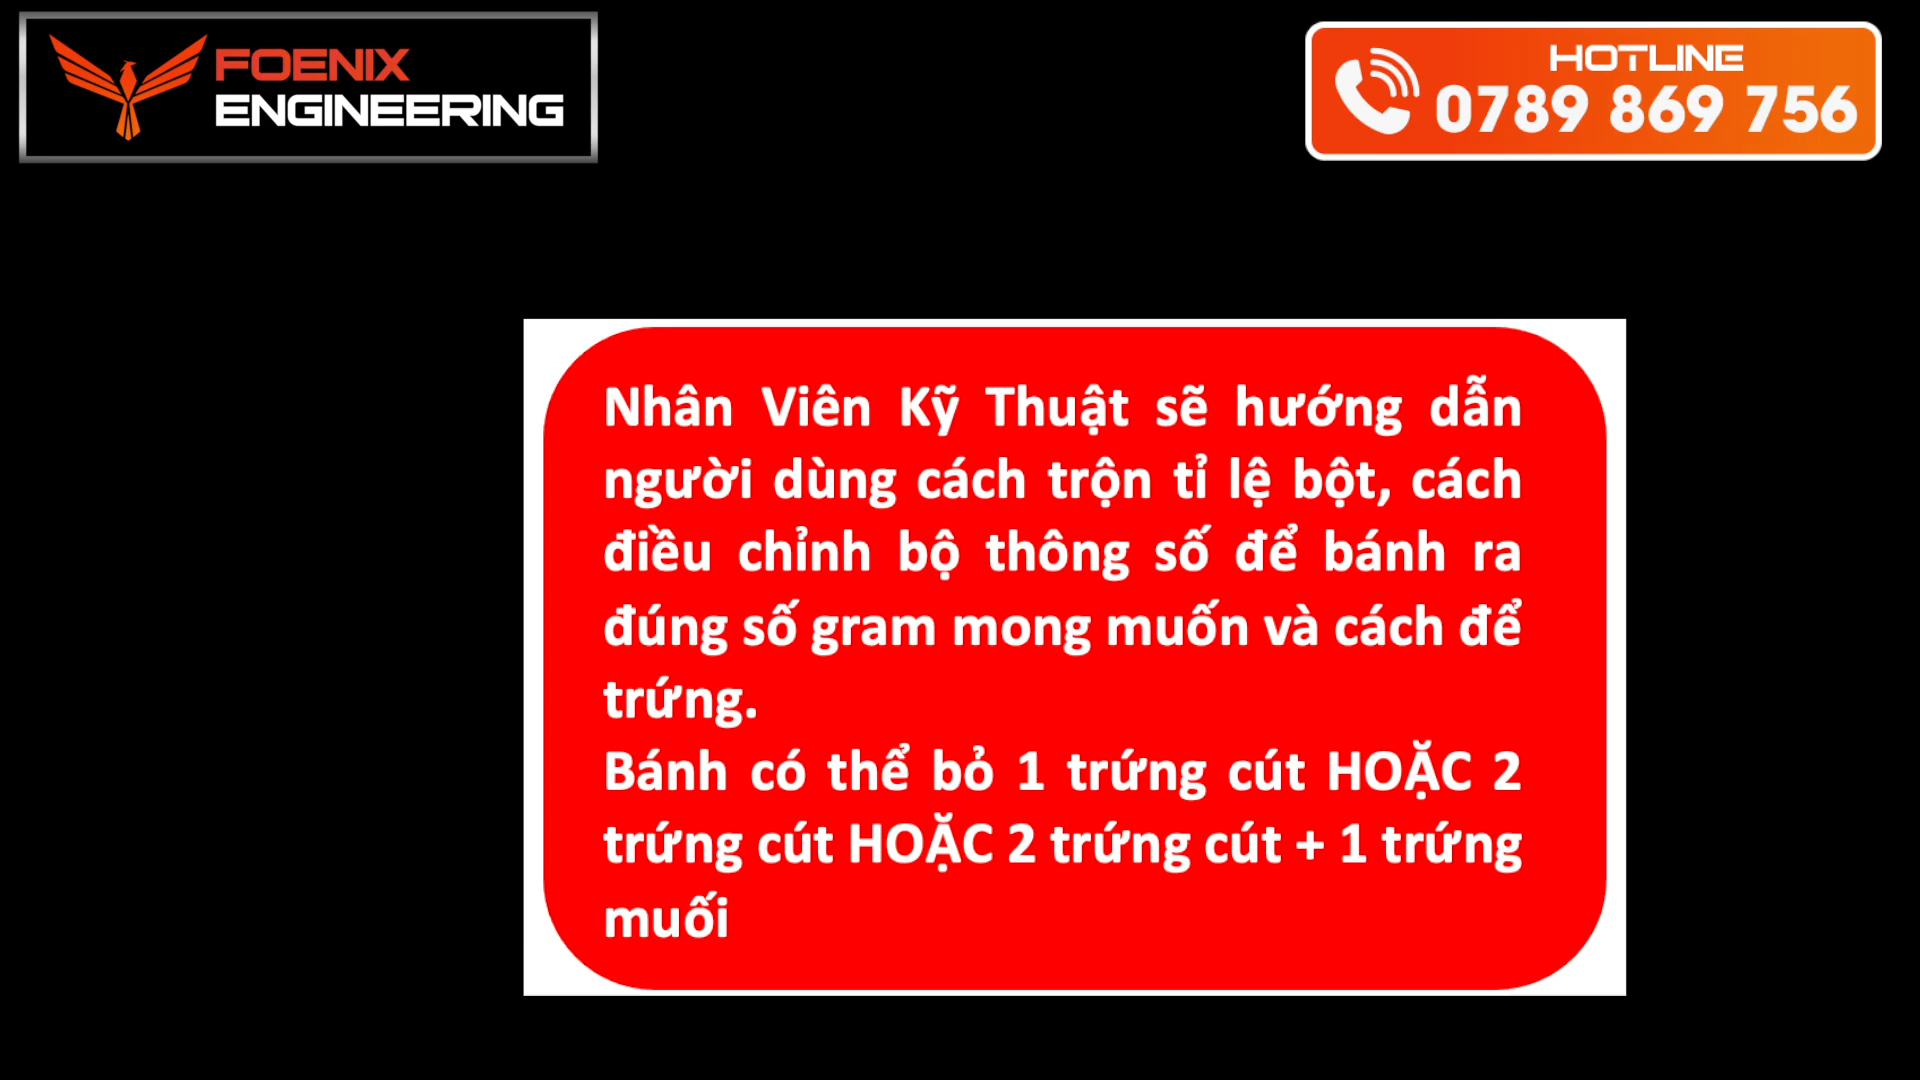 FOENIX
ENGINEERING
HOTLINE
0789 869 756
Nhân Viên Kỹ Thuật sẽ hướng dẫn
người dùng cách trộn tỉ lệ bột, cách
điều chỉnh bộ thông số để bánh ra
đúng số gram mong muốn và cách để
trứng.
Bánh có thể bỏ 1 trứng cút HOẶC 2
trứng cút HOẶC 2 trứng cút + 1 trứng
muối